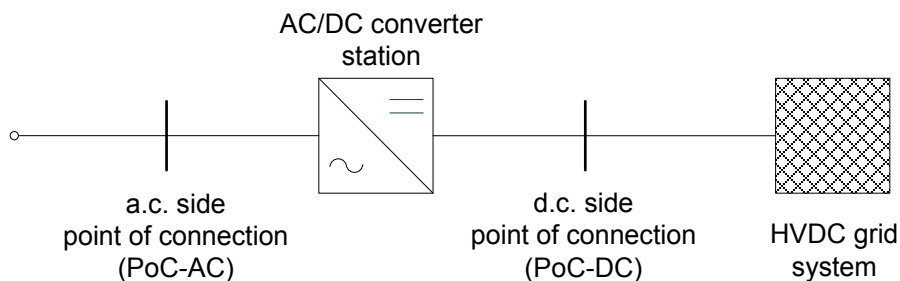 AC/DC converter
station
a.c. side
point of connection
(PoC-AC)
d.c. side
point of connection
(PoC-DC)
HVDC grid
system